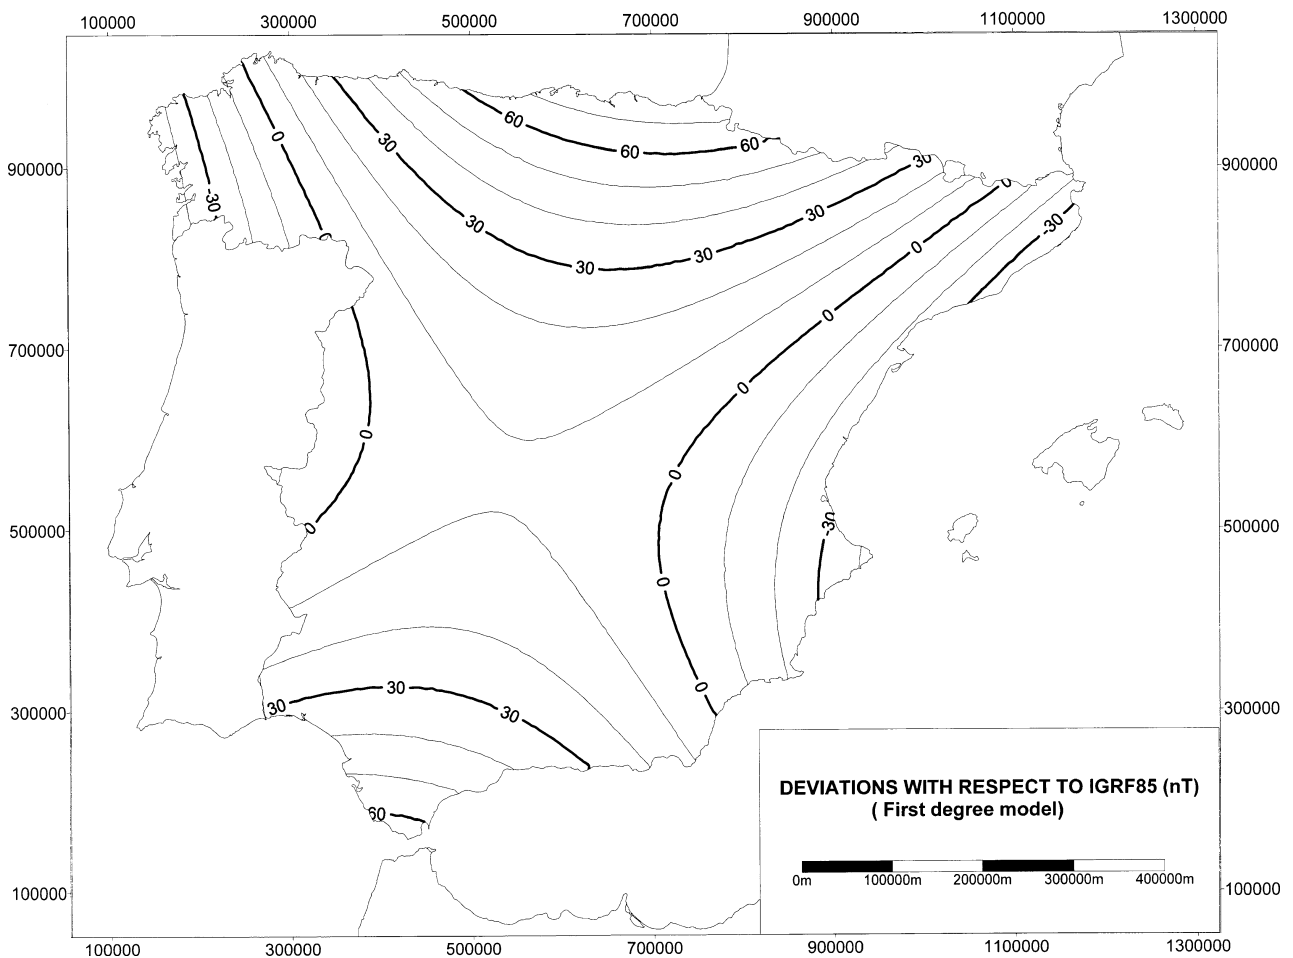 100000 300000 500000 700000 900000 1100000 1300000
60
0
30
60 60
900000 30 900000
0
-30
30 30 -30
0 0
30 30
0
700000 700000
0
0
0
500000 0 -30 500000
0
30 0
300000 30 30 300000
DEVIATIONS WITH RESPECT TO IGRF85 (nT)
60 ( First degree model)
0m 100000m 200000m 300000m 400000m
100000 100000
100000 300000 500000 700000 900000 1100000 1300000